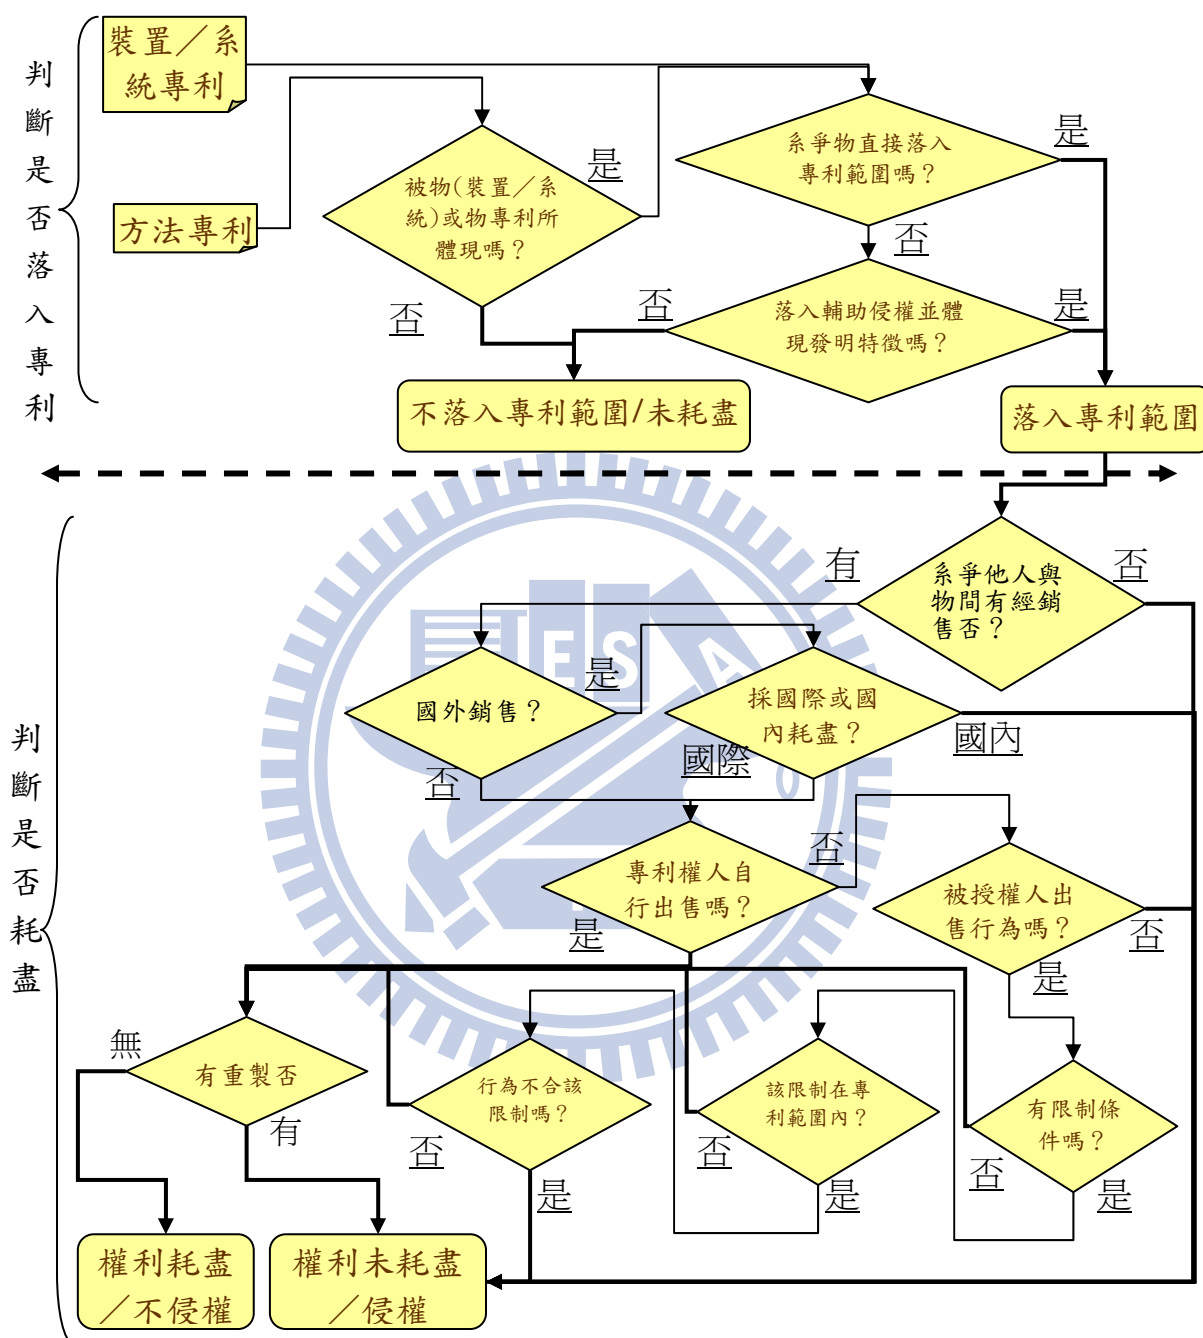 判斷是否落入專利
裝置／系
統專利
方法專利
被物(裝置／系
統)或物專利所
體現嗎？
是
否
系爭物直接落入
專利範圍嗎？
是
否
落入輔助侵權並體
現發明特徵嗎？
否
是
不落入專利範圍/未耗盡
落入專利範圍
判斷是否耗盡
系爭他人與
物間有經銷
售否？
有
否
國外銷售？
是
否
採國際或國
內耗盡？
國際
國內
專利權人自
行出售嗎？
否
是
被授權人出
售行為嗎？
否
是
有重製否
無
有
行為不合該
限制嗎？
否
是
該限制在專
利範圍內？
否
是
有限制條
件嗎？
否
是
權利耗盡
／不侵權
權利未耗盡
／侵權
E S A